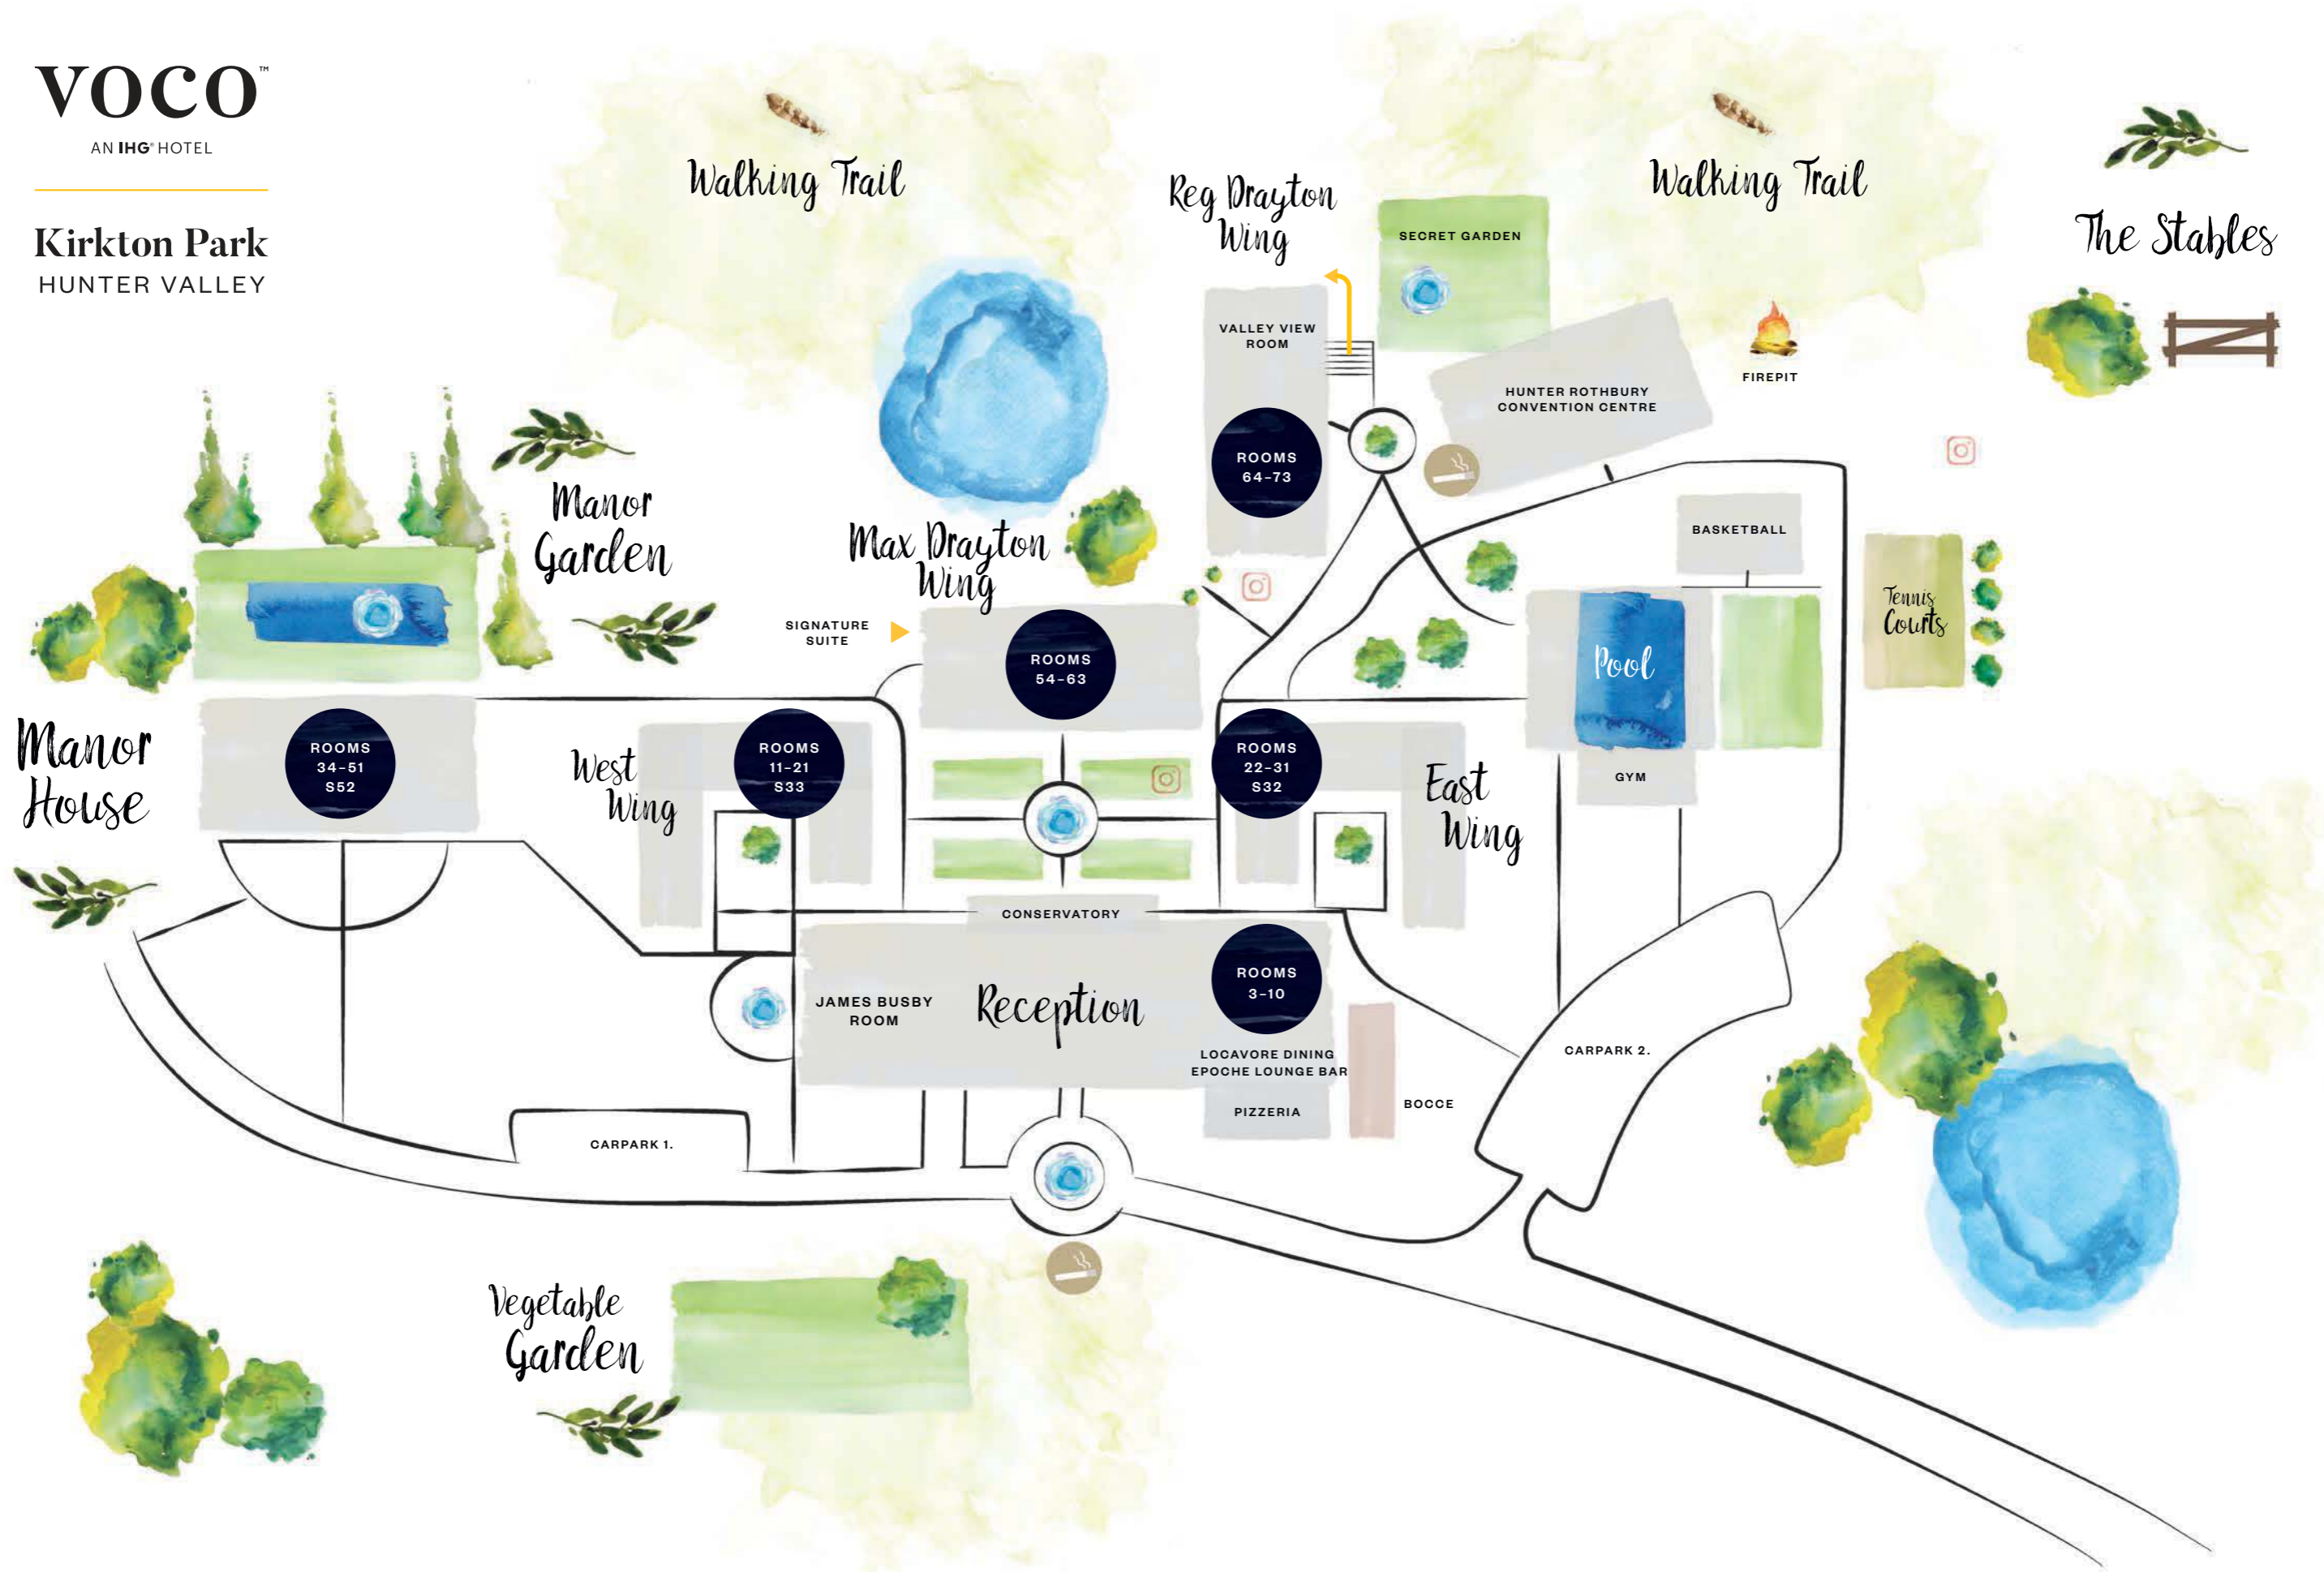 VOCO™
AN IHG® HOTEL
Kirkton Park
HUNTER VALLEY
Walking Trail
Reg Drayton
Wing
Walking Trail
The Stables
SECRET GARDEN
VALLEY VIEW
ROOM
HUNTER ROTHBURY
CONVENTION CENTRE
FIREPIT
ROOMS
64-73
Manor
Garden
Max Drayton
Wing
BASKETBALL
Tennis
Courts
SIGNATURE
SUITE
ROOMS
54-63
Pool
Manor
House
ROOMS
34-51
S52
West
Wing
ROOMS
11-21
S33
ROOMS
22-31
S32
East
Wing
GYM
CONSERVATORY
JAMES BUSBY
ROOM
Reception
ROOMS
3-10
LOCAVORE DINING
EPOCHE LOUNGE BAR
PIZZERIA
BOCCE
CARPARK 2.
CARPARK 1.
Vegetable
Garden